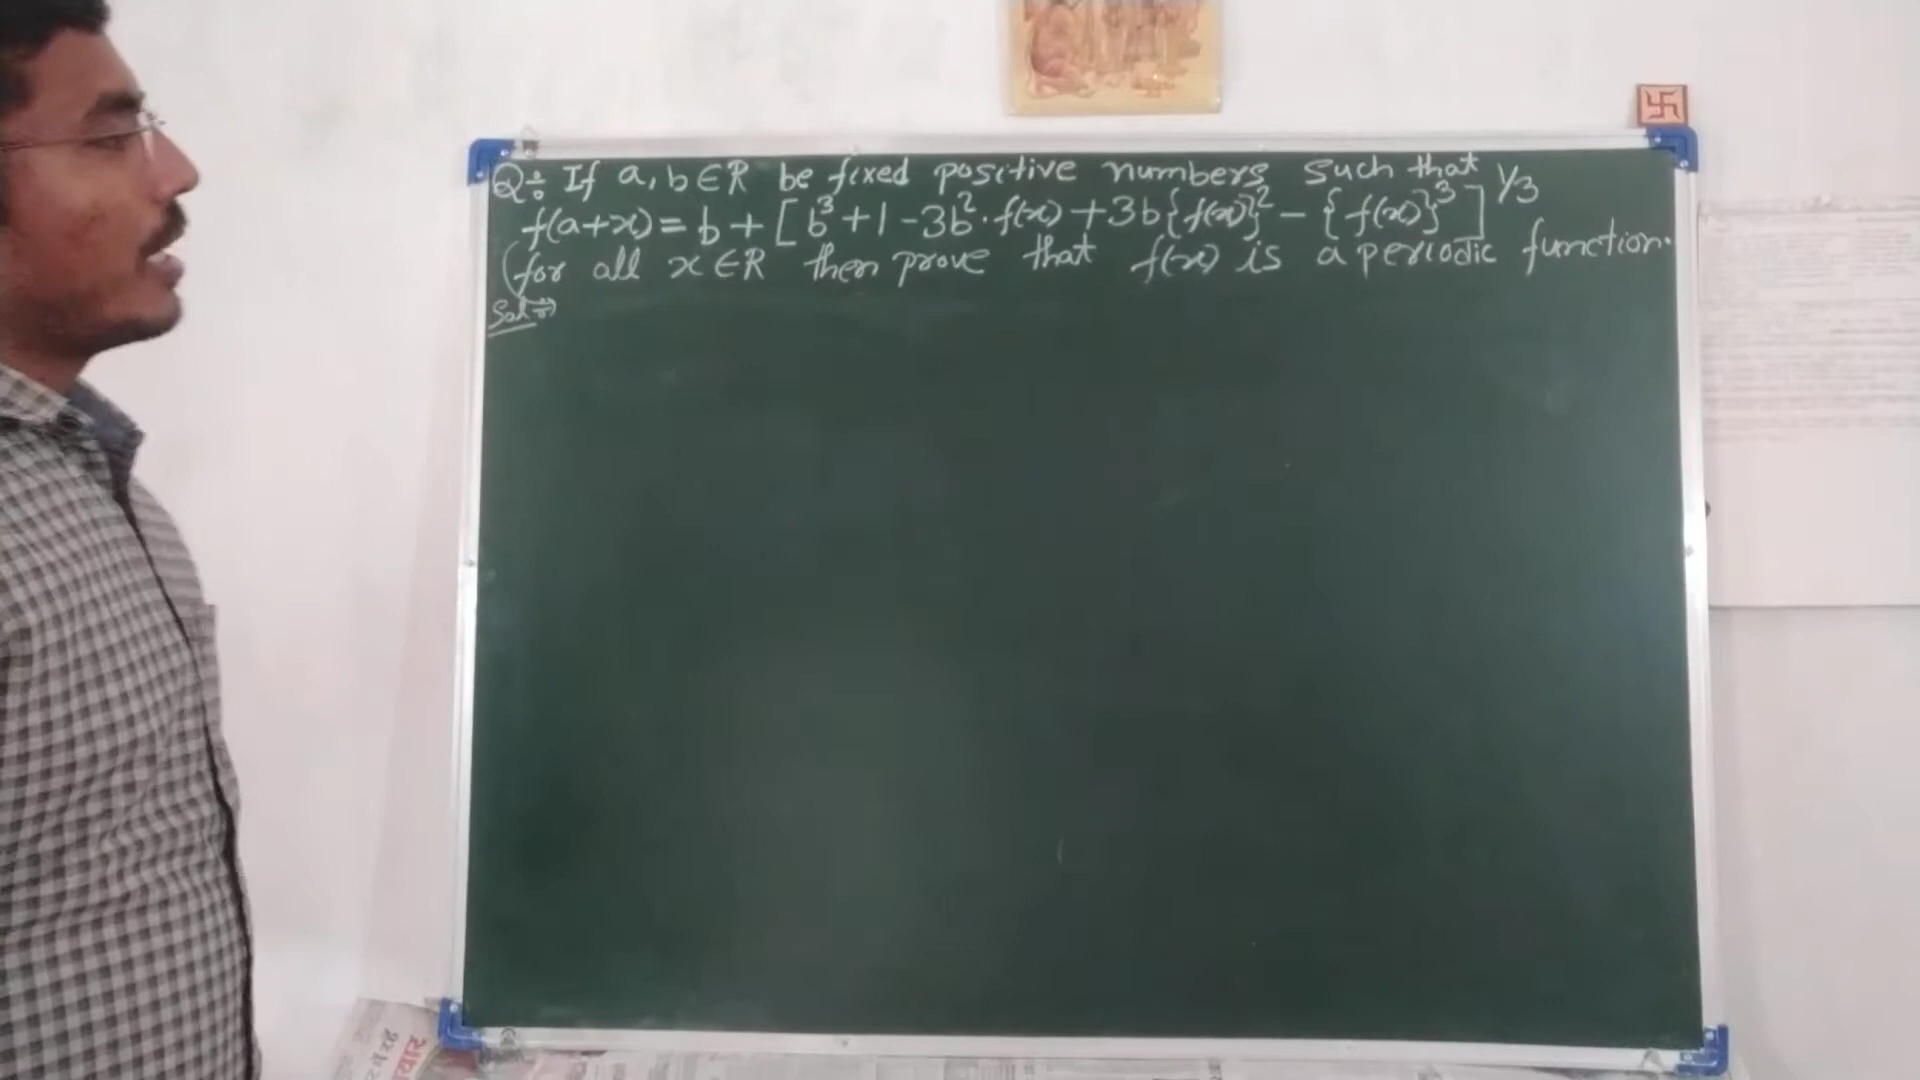 Q÷ If a, b ∈ R be fixed positive numbers such that
f(a+x) = b + [b³ + 1 - 3b²·f(x) + 3b{f(x)}² - {f(x)}³]^1/3
for all x ∈ R then prove that f(x) is a periodic function.
Sol⇒